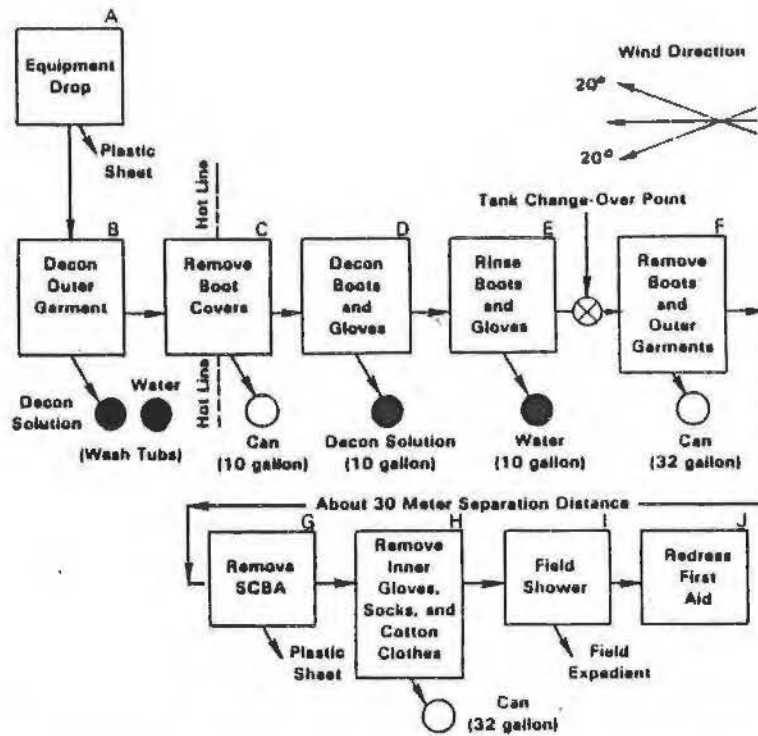 A
Equipment
Drop
Plastic
Sheet
Wind Direction
20°
20°
Tank Change-Over Point
Hot Line
B
Decon
Outer
Garment
C
Remove
Boot
Covers
D
Decon
Boots
and
Gloves
E
Rinse
Boots
and
Gloves
F
Remove
Boots
and
Outer
Garments
Decon
Solution
Water
(Wash Tubs)
Hot Line
Can
(10 gallon)
Decon Solution
(10 gallon)
Water
(10 gallon)
Can
(32 gallon)
About 30 Meter Separation Distance
G
Remove
SCBA
H
Remove
Inner
Gloves,
Socks, and
Cotton
Clothes
I
Field
Shower
J
Redress
First
Aid
Plastic
Sheet
Can
(32 gallon)
Field
Expedient